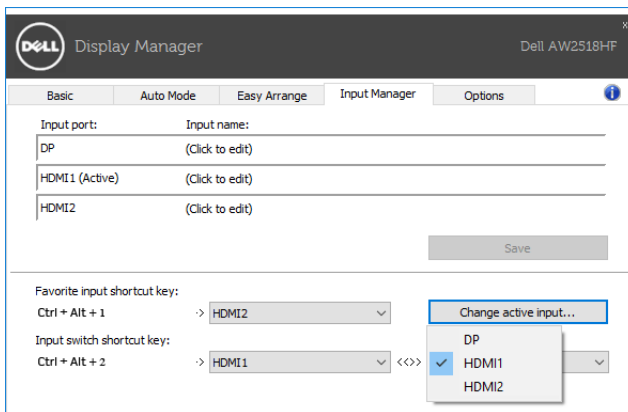 DELL Display Manager Dell AW2518HF x
Basic Auto Mode Easy Arrange Input Manager Options i
Input port: Input name:
DP (Click to edit)
HDMI1 (Active) (Click to edit)
HDMI2 (Click to edit)
Save
Favorite input shortcut key:
Ctrl + Alt + 1 -> HDMI2 Change active input...
Input switch shortcut key:
DP
Ctrl + Alt + 2 -> HDMI1 <<>> HDMI1
HDMI2